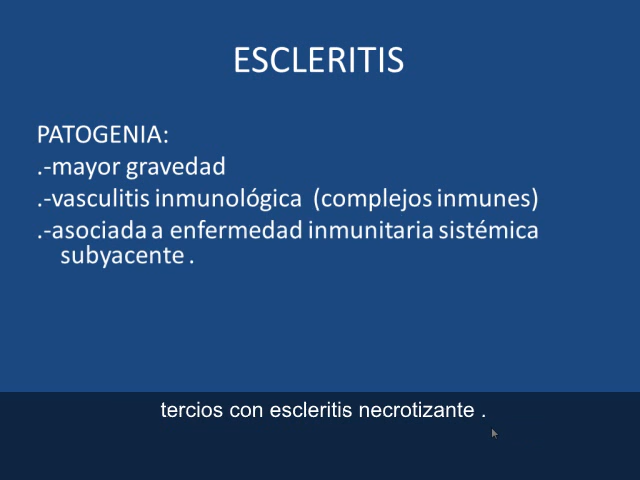 ESCLERITIS
PATOGENIA:
.-mayor gravedad
.-vasculitis inmunológica (complejos inmunes)
.-asociada a enfermedad inmunitaria sistémica
subyacente .
tercios con escleritis necrotizante .